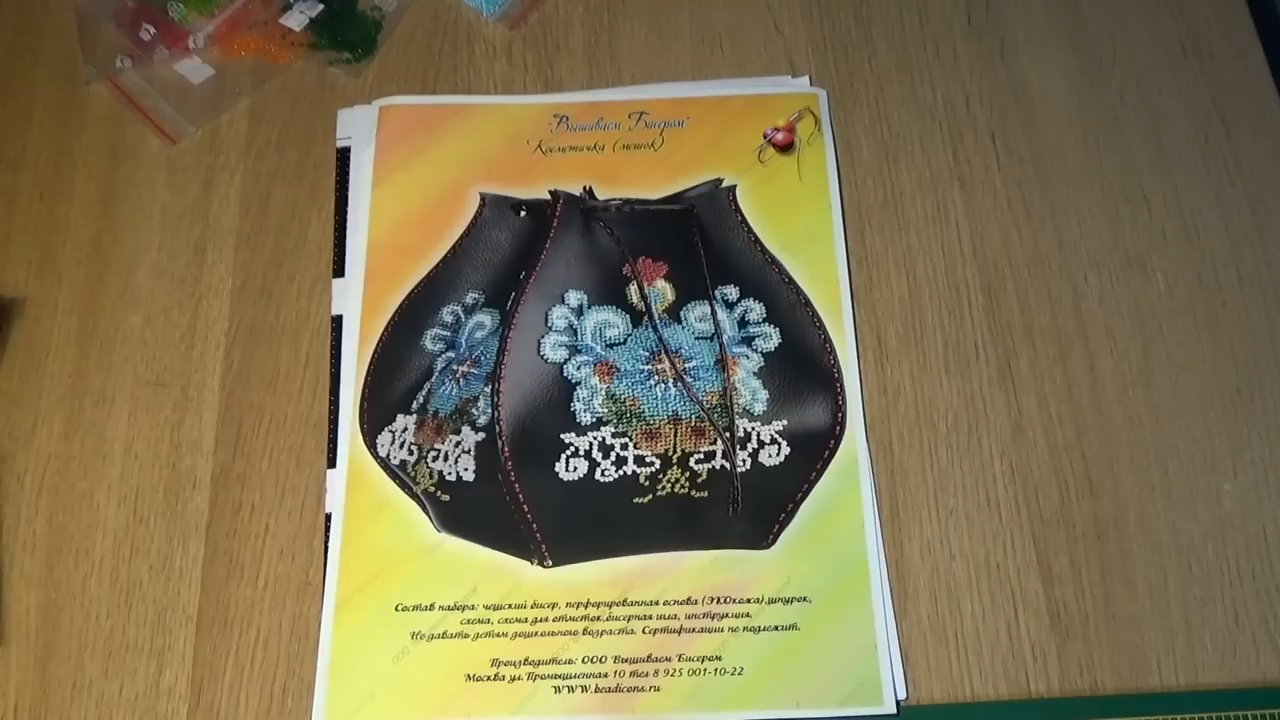 "Вышиваем Бисером"
Косметичка (мешок)
Состав набора: чешский бисер, перфорированная основа (ЭКОкожа), шнурок,
схема, схема для отметок, бисерная игла, инструкция.
Не давать детям дошкольного возраста. Сертификации не подлежит.
Производитель: ООО Вышиваем Бисером
Москва ул. Промышленная 10 тел 8 925 001-10-22
WWW.beadicons.ru